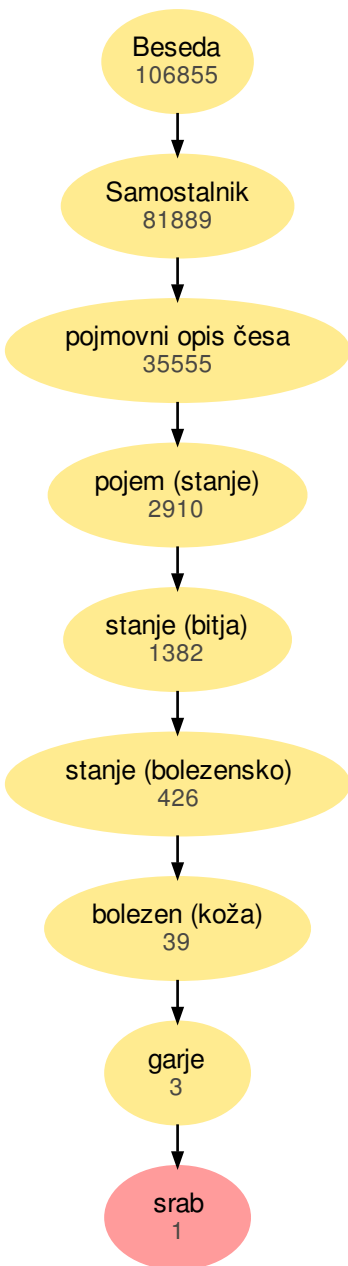 Beseda
106855
Samostalnik
81889
pojmovni opis česa
35555
pojem (stanje)
2910
stanje (bitja)
1382
stanje (bolezensko)
426
bolezen (koža)
39
garje
3
srab
1